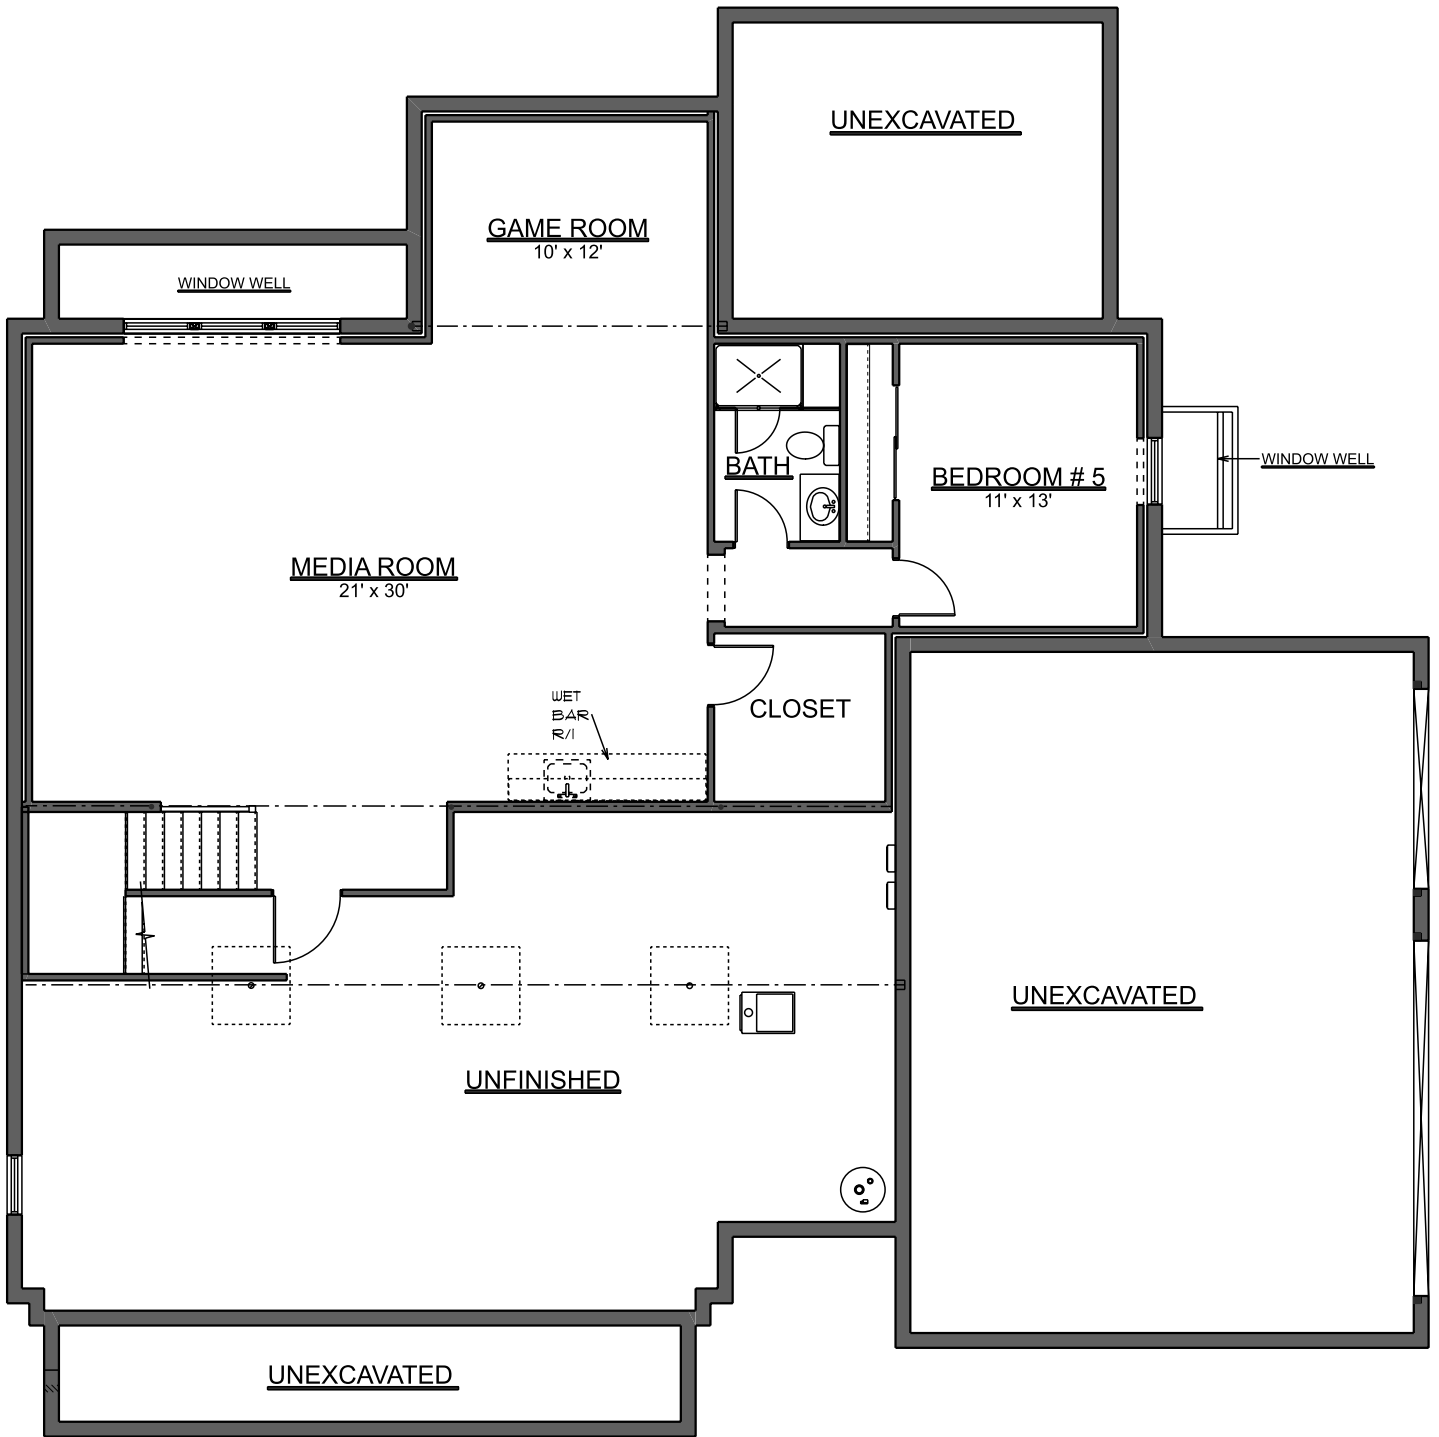 UNEXCAVATED
GAME ROOM
10' x 12'
WINDOW WELL
BATH
BEDROOM # 5
11' x 13'
WINDOW WELL
MEDIA ROOM
21' x 30'
WET
BAR
R/I
CLOSET
UNEXCAVATED
UNFINISHED
UNEXCAVATED